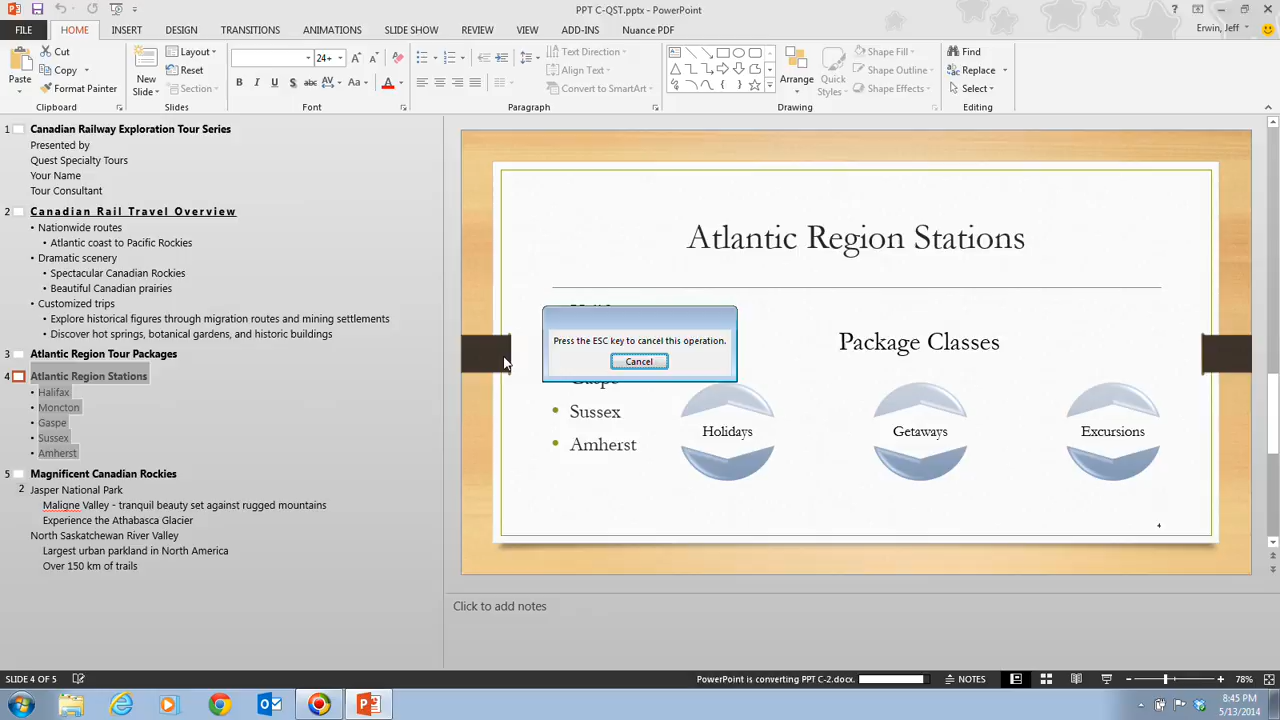 PPT C-QST.pptx - PowerPoint
FILE HOME INSERT DESIGN TRANSITIONS ANIMATIONS SLIDE SHOW REVIEW VIEW ADD-INS Nuance PDF
Erwin, Jeff
Paste
Cut
Copy
Format Painter
Clipboard
New
Slide
Layout
Reset
Section
Slides
24+
B I U S abc AV Aa A
Font
Text Direction
Align Text
Convert to SmartArt
Paragraph
Arrange
Quick
Styles
Shape Fill
Shape Outline
Shape Effects
Drawing
Find
Replace
Select
Editing
1 Canadian Railway Exploration Tour Series
Presented by
Quest Specialty Tours
Your Name
Tour Consultant
2 Canadian Rail Travel Overview
• Nationwide routes
• Atlantic coast to Pacific Rockies
• Dramatic scenery
• Spectacular Canadian Rockies
• Beautiful Canadian prairies
• Customized trips
• Explore historical figures through migration routes and mining settlements
• Discover hot springs, botanical gardens, and historic buildings
3 Atlantic Region Tour Packages
4 Atlantic Region Stations
• Halifax
• Moncton
• Gaspe
• Sussex
• Amherst
5 Magnificent Canadian Rockies
2 Jasper National Park
Maligne Valley - tranquil beauty set against rugged mountains
Experience the Athabasca Glacier
North Saskatchewan River Valley
Largest urban parkland in North America
Over 150 km of trails
Atlantic Region Stations
Press the ESC key to cancel this operation.
Cancel
• Sussex
• Amherst
Package Classes
Holidays
Getaways
Excursions
4
Click to add notes
SLIDE 4 OF 5
PowerPoint is converting PPT C-2.docx.
NOTES
78%
8:45 PM
5/13/2014